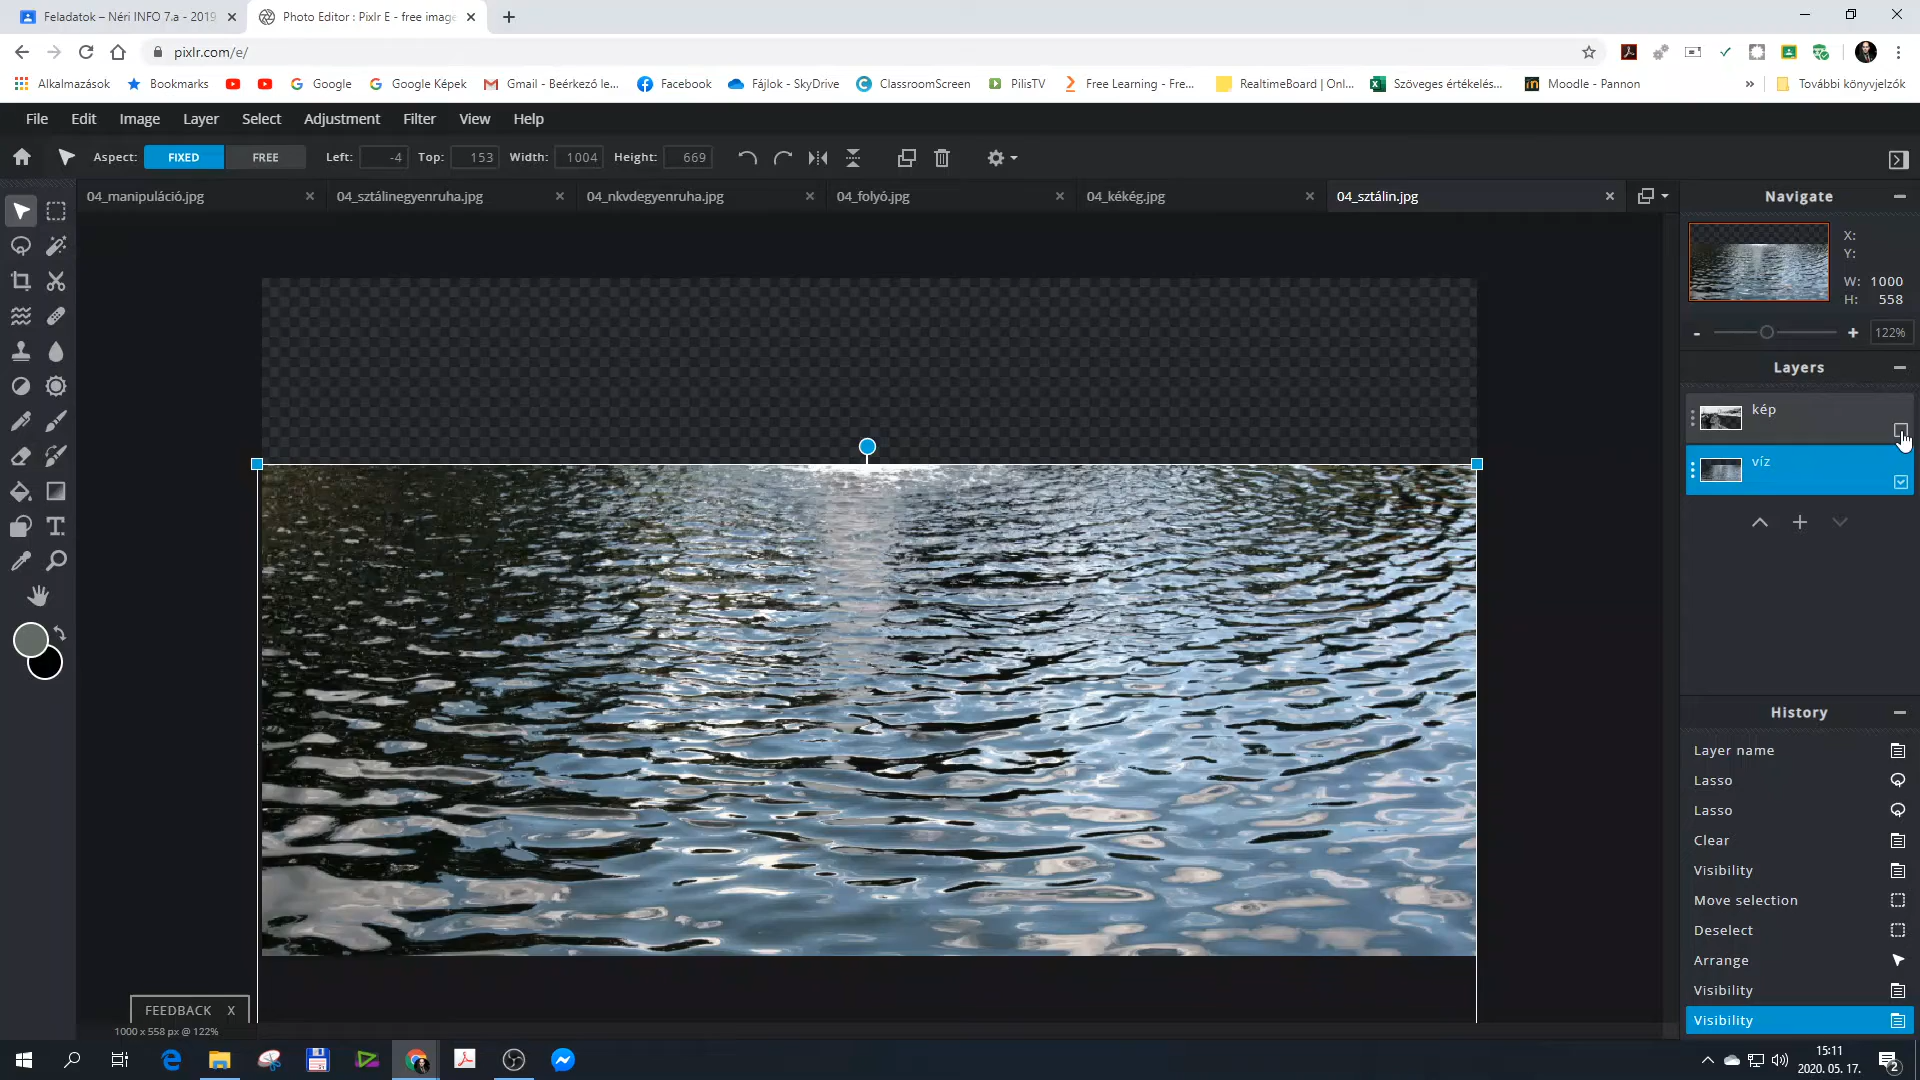 Feladatok – Néri INFO 7.a - 2019
Photo Editor : Pixlr E - free image
pixlr.com/e/
Alkalmazások
Bookmarks
Google
Google Képek
Gmail - Beérkező le...
Facebook
Fájlok - SkyDrive
ClassroomScreen
PilisTV
Free Learning - Fre...
RealtimeBoard | Onl...
Szöveges értékelés...
Moodle - Pannon
»
További könyvjelzők
File Edit Image Layer Select Adjustment Filter View Help
Aspect: FIXED FREE Left: -4 Top: 153 Width: 1004 Height: 669
04_manipuláció.jpg
04_sztálinegyenruha.jpg
04_nkvdegyenruha.jpg
04_folyó.jpg
04_kékég.jpg
04_sztálin.jpg
Navigate
X:
Y:
W: 1000
H: 558
- + 122%
Layers
kép
víz
History
Layer name
Lasso
Lasso
Clear
Visibility
Move selection
Deselect
Arrange
Visibility
Visibility
FEEDBACK X
1000 x 558 px @ 122%
15:11
2020. 05. 17.
2